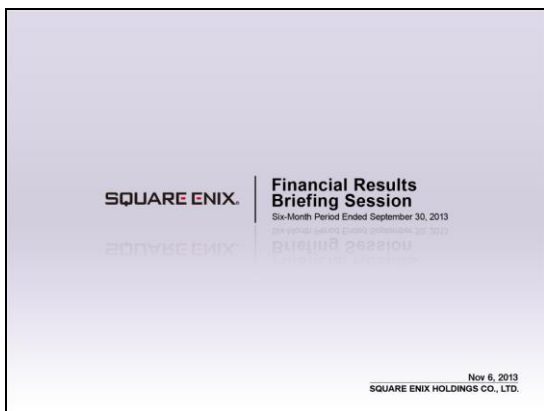 SQUARE ENIX®
Financial Results
Briefing Session
Six-Month Period Ended September 30, 2013
Nov 6, 2013
SQUARE ENIX HOLDINGS CO., LTD.